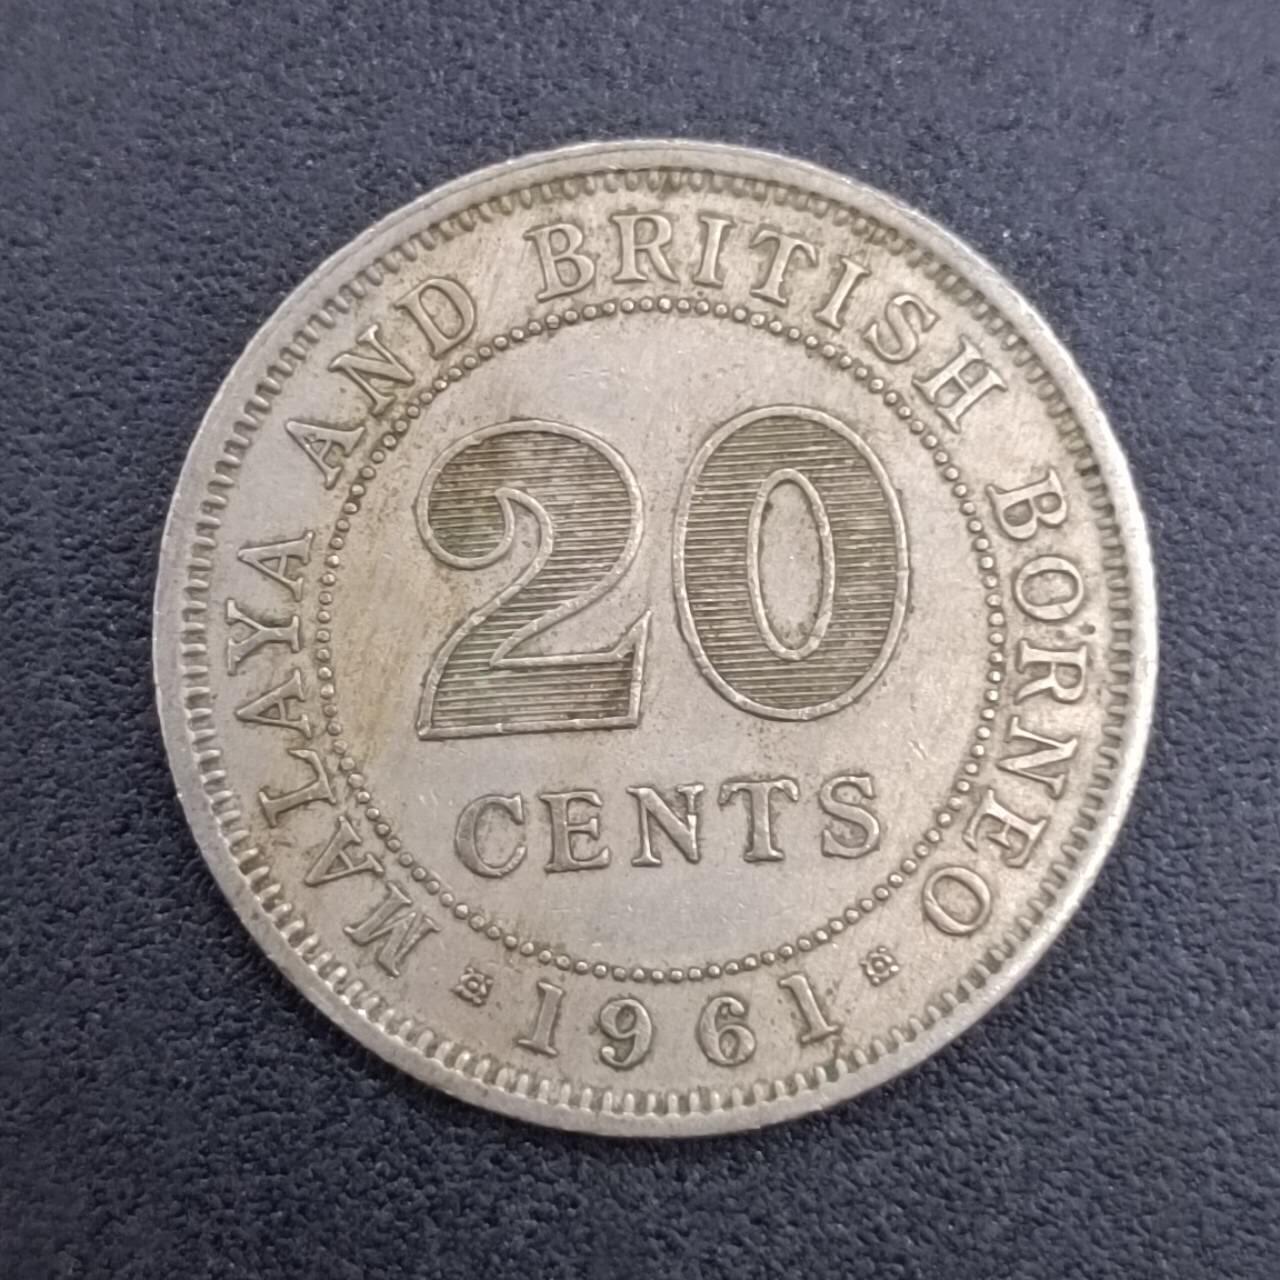 MALAYA AND BRITISH BORNEO
20
CENTS
1961